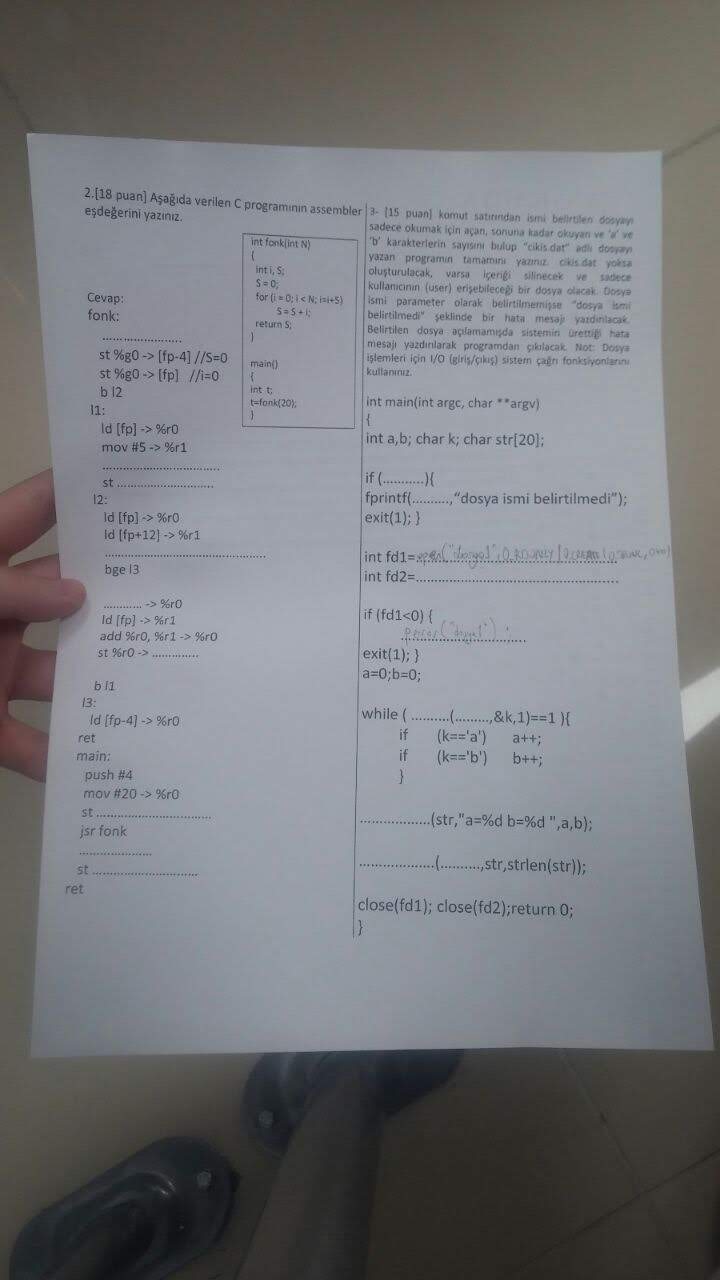 2.[18 puan] Aşağıda verilen C programının assembler
eşdeğerini yazınız.
int fonk(int N)
{
int i, S;
S = 0;
for (i = 0; i < N; i=i+5)
S = S + i;
return S;
}
main()
{
int t;
t=fonk(20);
}
Cevap:
fonk:
......................
st %g0 -> [fp-4] //S=0
st %g0 -> [fp] //i=0
b l2
l1:
ld [fp] -> %r0
mov #5 -> %r1
................................
st ...........................
l2:
ld [fp] -> %r0
ld [fp+12] -> %r1
.............................................
bge l3
............ -> %r0
ld [fp] -> %r1
add %r0, %r1 -> %r0
st %r0 -> .............
b l1
l3:
ld [fp-4] -> %r0
ret
main:
push #4
mov #20 -> %r0
st ................................
jsr fonk
....................
st .............................
ret
3- [15 puan] komut satırından ismi belirtilen dosyayı
sadece okumak için açan, sonuna kadar okuyan ve 'a' ve
'b' karakterlerin sayısını bulup "cikis.dat" adlı dosyayı
yazan programın tamamını yazınız. cikis.dat yoksa
oluşturulacak, varsa içeriği silinecek ve sadece
kullanıcının (user) erişebileceği bir dosya olacak. Dosya
ismi parameter olarak belirtilmemişse "dosya ismi
belirtilmedi" şeklinde bir hata mesajı yazdırılacak.
Belirtilen dosya açılamamışda sistemin ürettiği hata
mesajı yazdırılarak programdan çıkılacak. Not: Dosya
işlemleri için I/O (giriş/çıkış) sistem çağrı fonksiyonlarını
kullanınız.
int main(int argc, char **argv)
{
int a,b; char k; char str[20];
if (...........){
fprintf(.........,"dosya ismi belirtilmedi");
exit(1); }
int fd1=open("dosya1", O_RDONLY | O_CREAT | O_TRUNC,
int fd2=.................................................
if (fd1<0) {
perror("dosya1");
exit(1); }
a=0;b=0;
while ( .........(.........,&k,1)==1 ){
if (k=='a') a++;
if (k=='b') b++;
}
..................(str,"a=%d b=%d ",a,b);
...................(..........,str,strlen(str));
close(fd1); close(fd2);return 0;
}